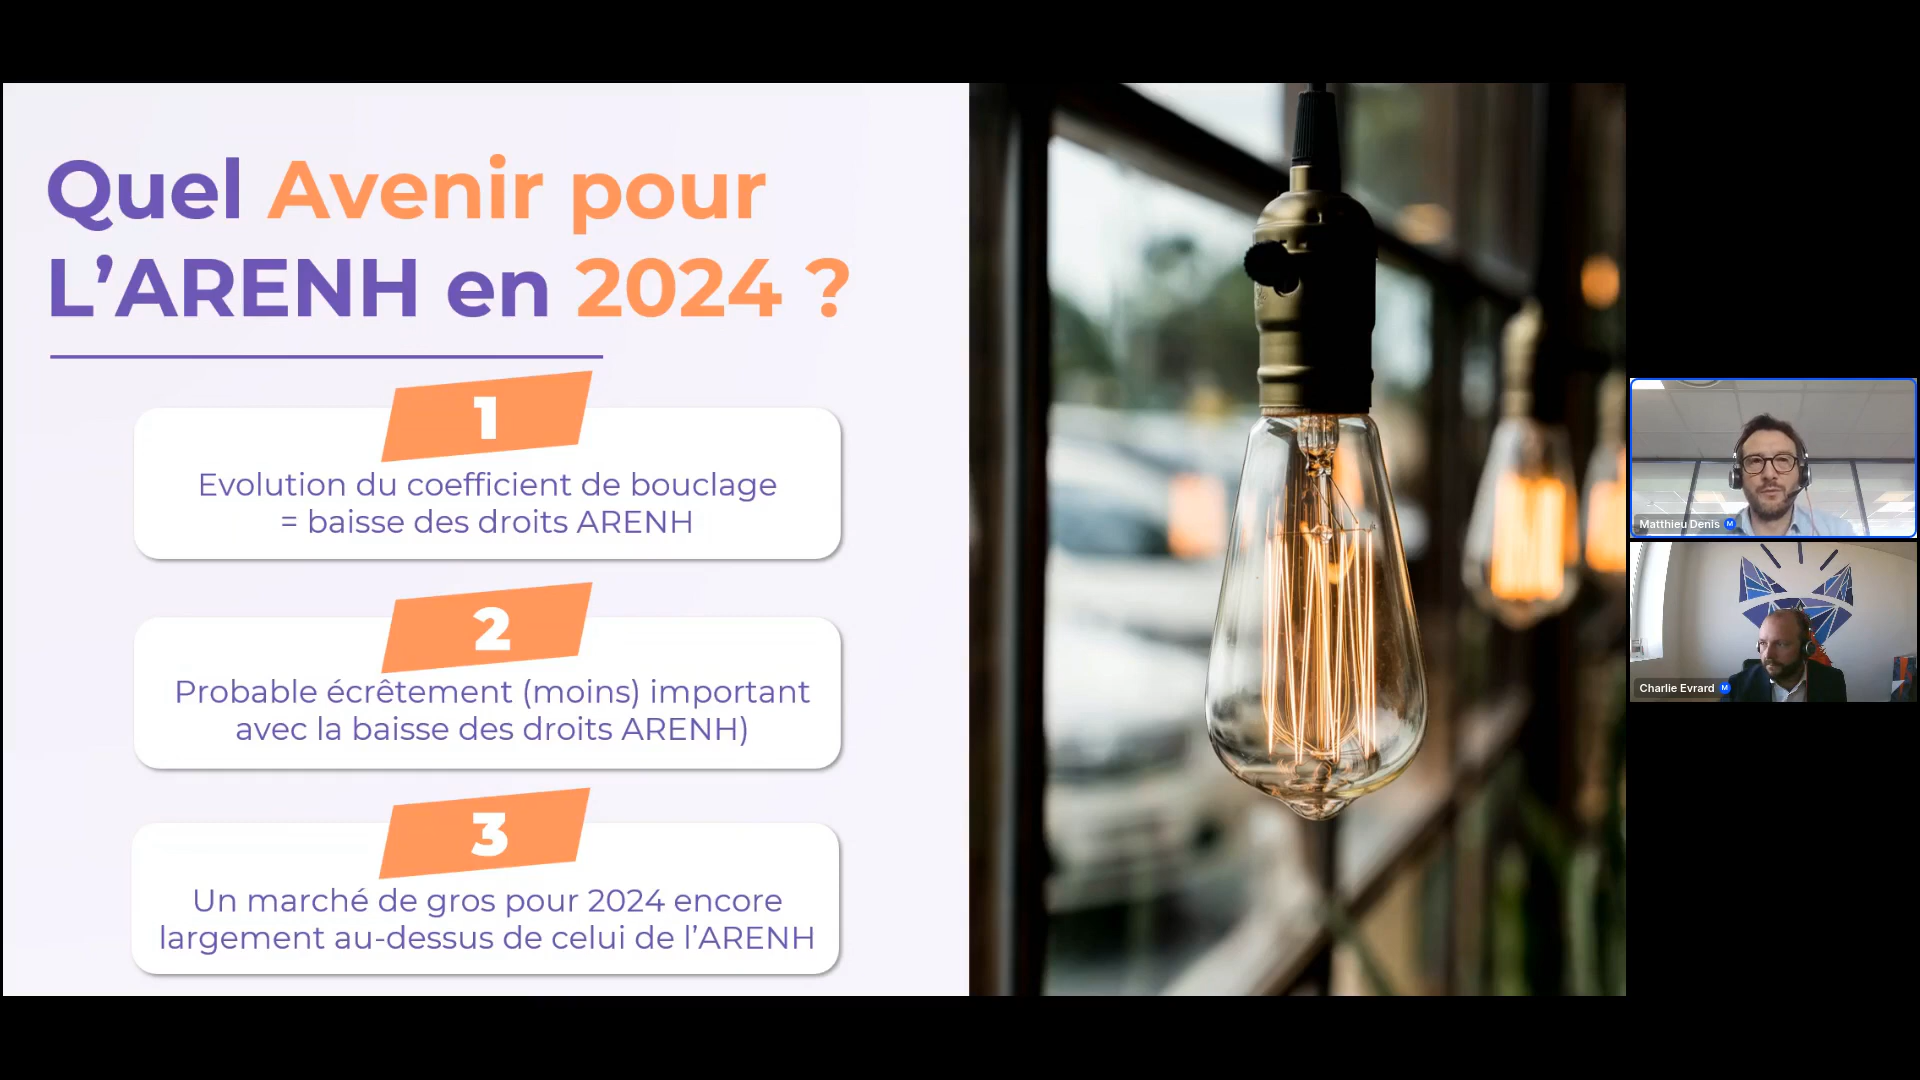 Quel Avenir pour
L’ARENH en 2024 ?
1
Evolution du coefficient de bouclage
= baisse des droits ARENH
2
Probable écrêtement (moins) important
avec la baisse des droits ARENH)
3
Un marché de gros pour 2024 encore
largement au-dessus de celui de l’ARENH
Matthieu Denis M
Charlie Evrard M